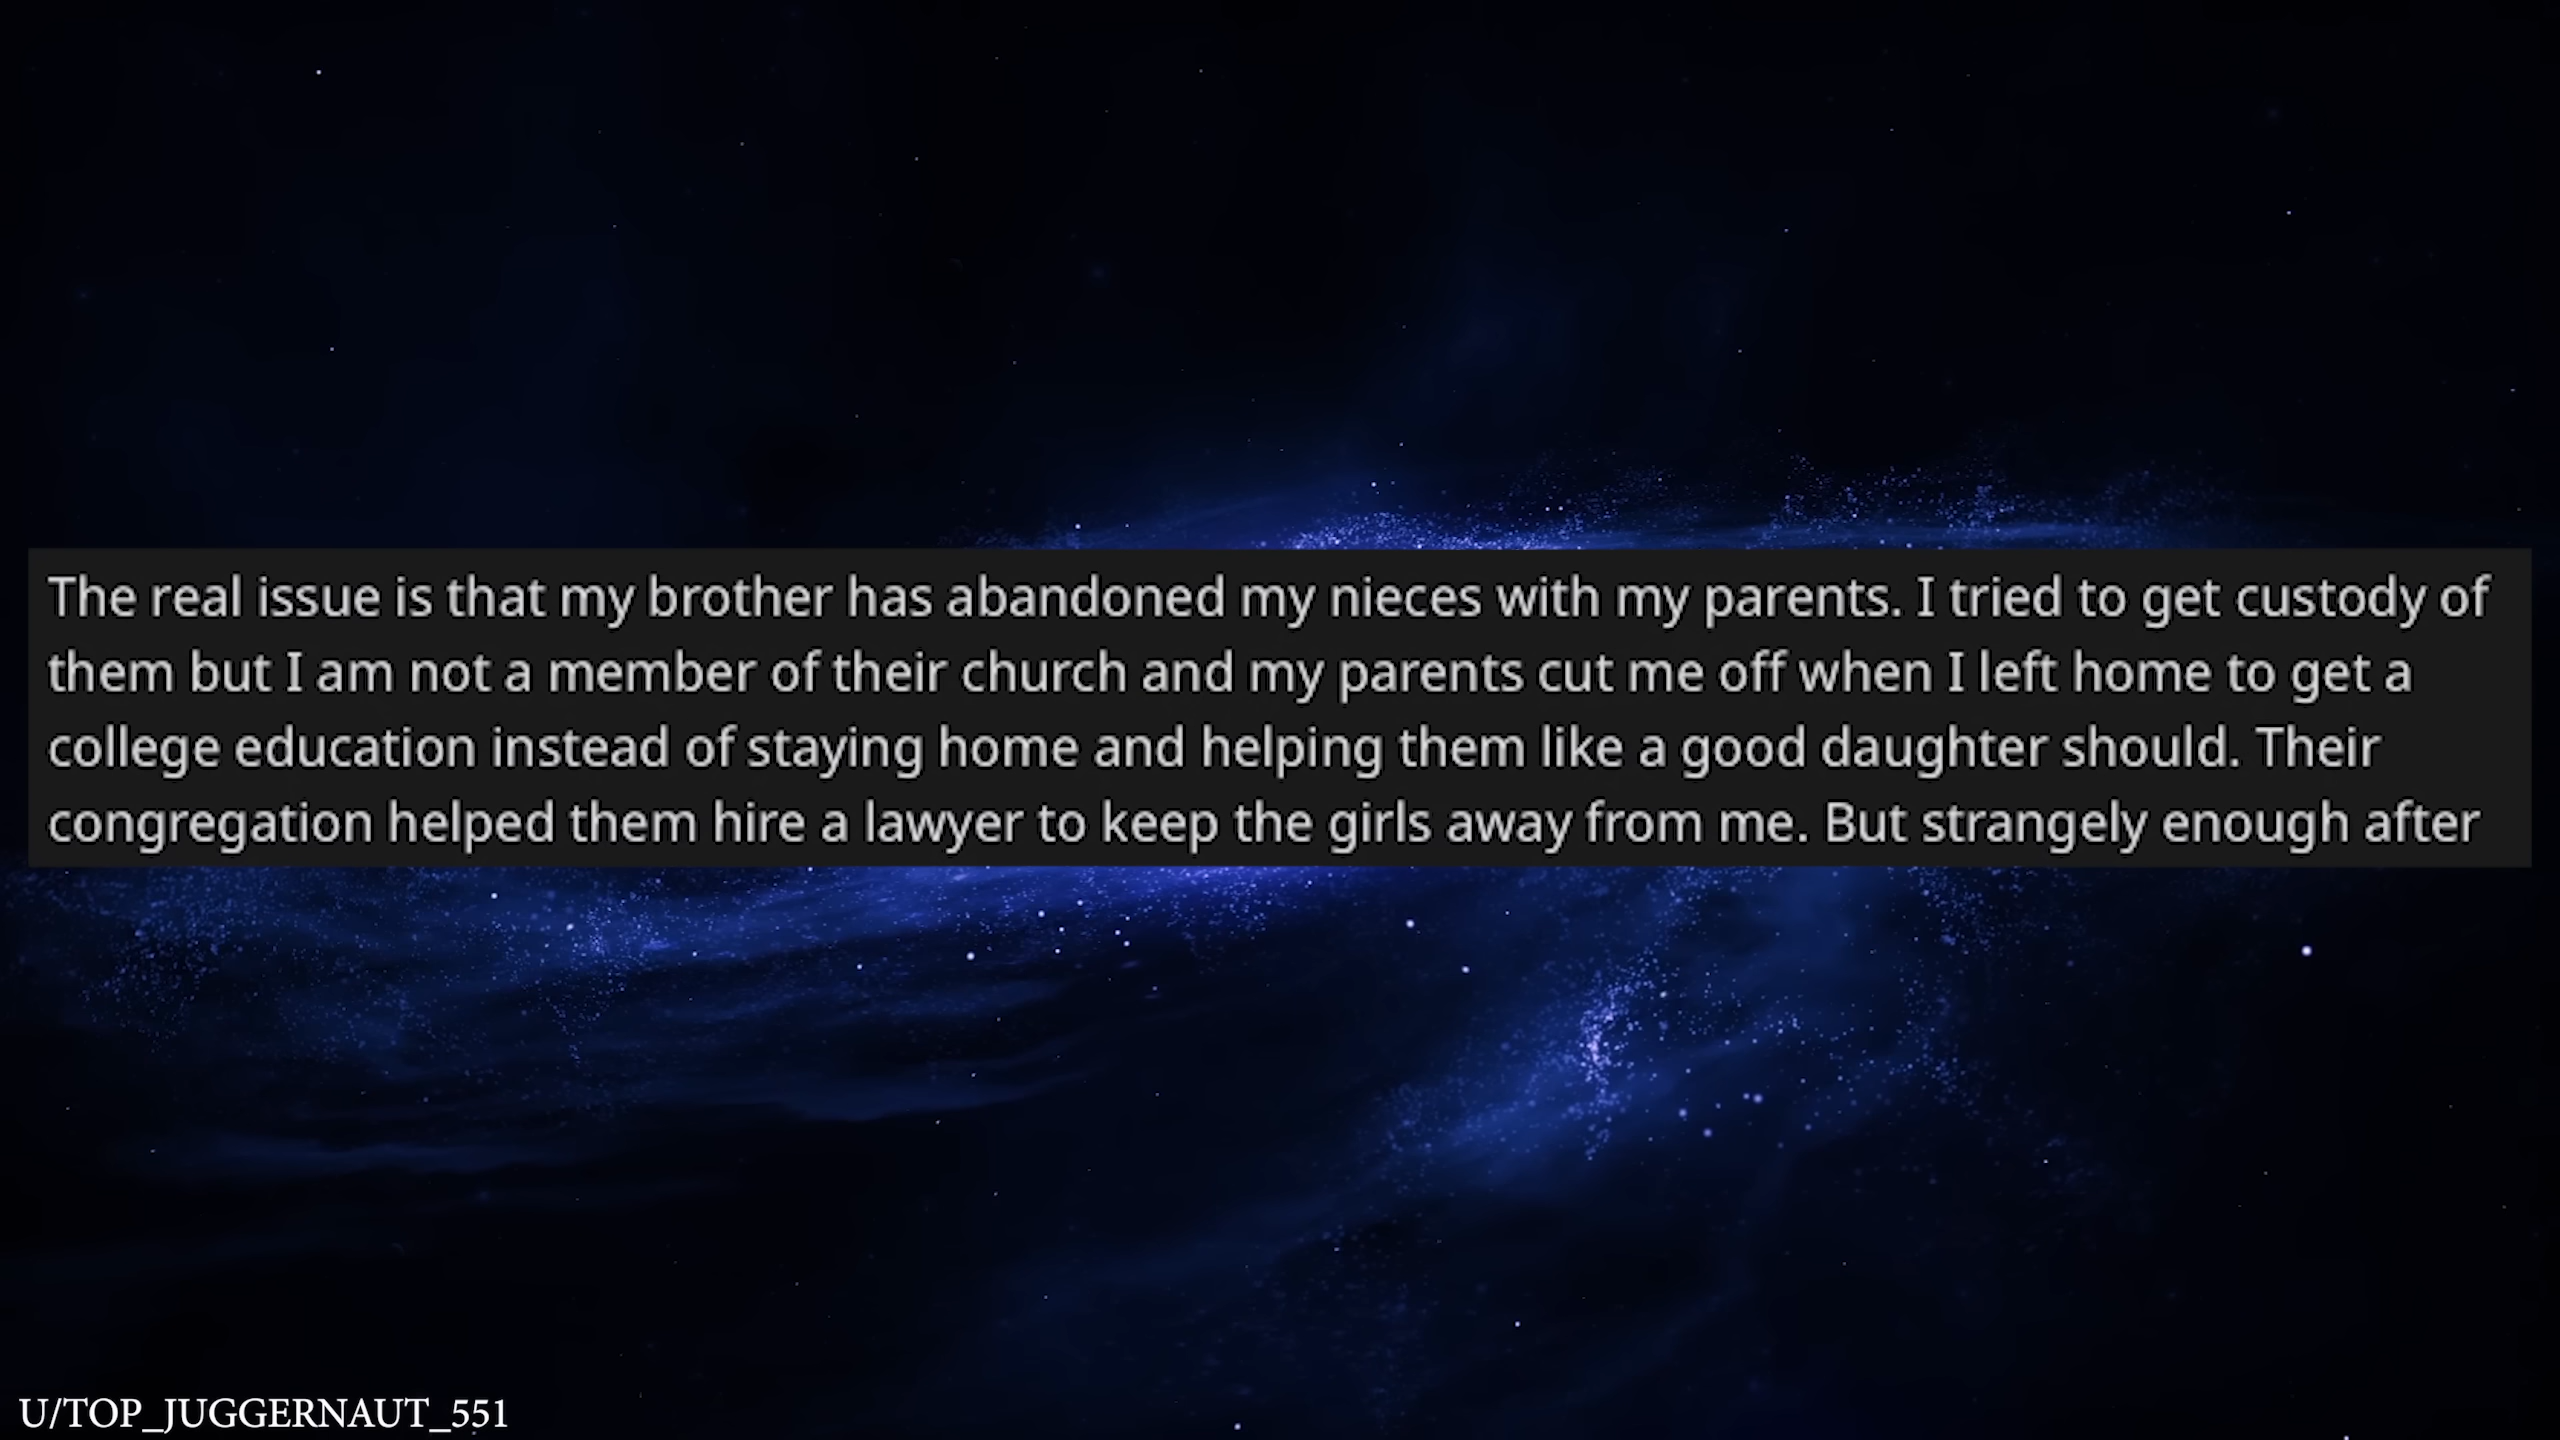 The real issue is that my brother has abandoned my nieces with my parents. I tried to get custody of
them but I am not a member of their church and my parents cut me off when I left home to get a
college education instead of staying home and helping them like a good daughter should. Their
congregation helped them hire a lawyer to keep the girls away from me. But strangely enough after
U/TOP_JUGGERNAUT_551